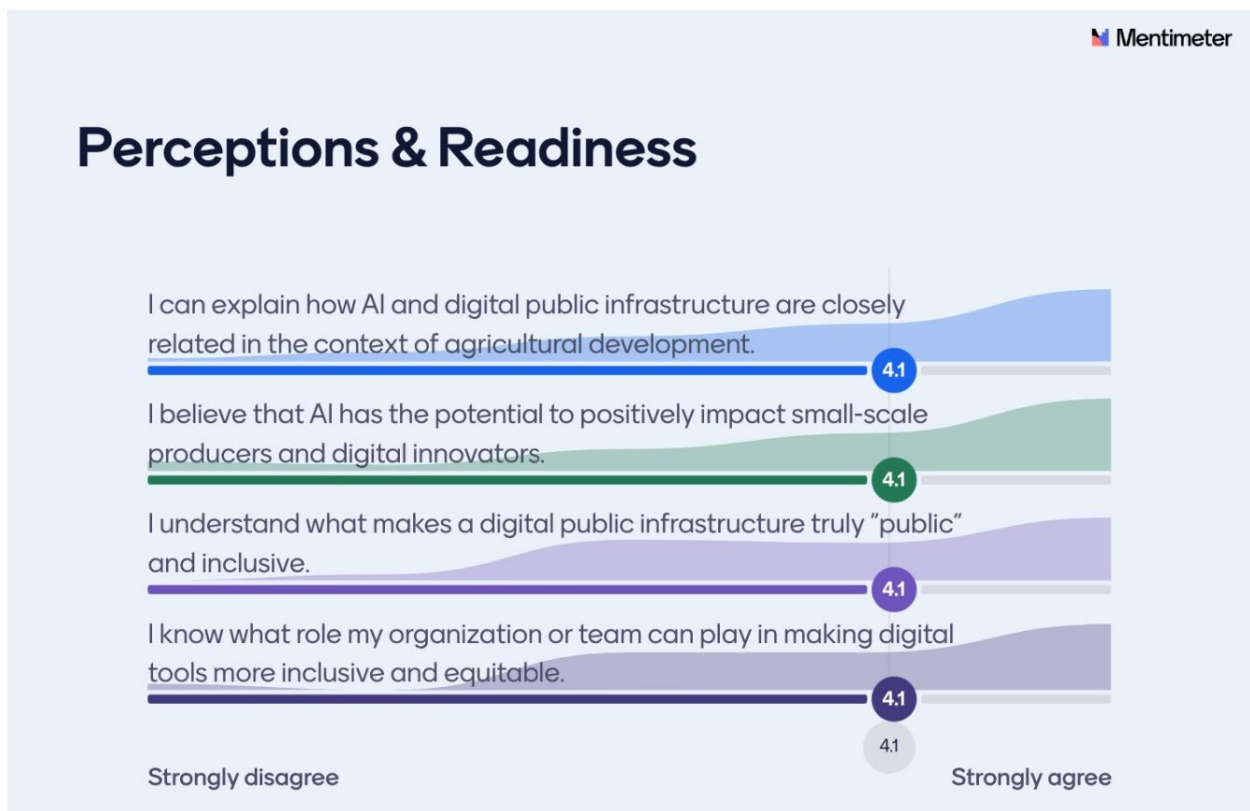 Mentimeter
Perceptions & Readiness
I can explain how AI and digital public infrastructure are closely
related in the context of agricultural development.
4.1
I believe that AI has the potential to positively impact small-scale
producers and digital innovators.
4.1
I understand what makes a digital public infrastructure truly “public”
and inclusive.
4.1
I know what role my organization or team can play in making digital
tools more inclusive and equitable.
4.1
4.1
Strongly disagree
Strongly agree